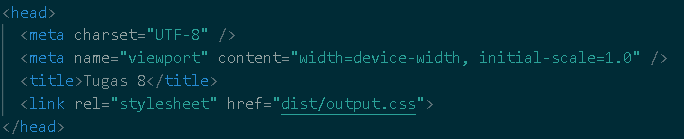 <head>
<meta charset="UTF-8" />
<meta name="viewport" content="width=device-width, initial-scale=1.0" />
<title>Tugas 8</title>
<link rel="stylesheet" href="dist/output.css">
</head>